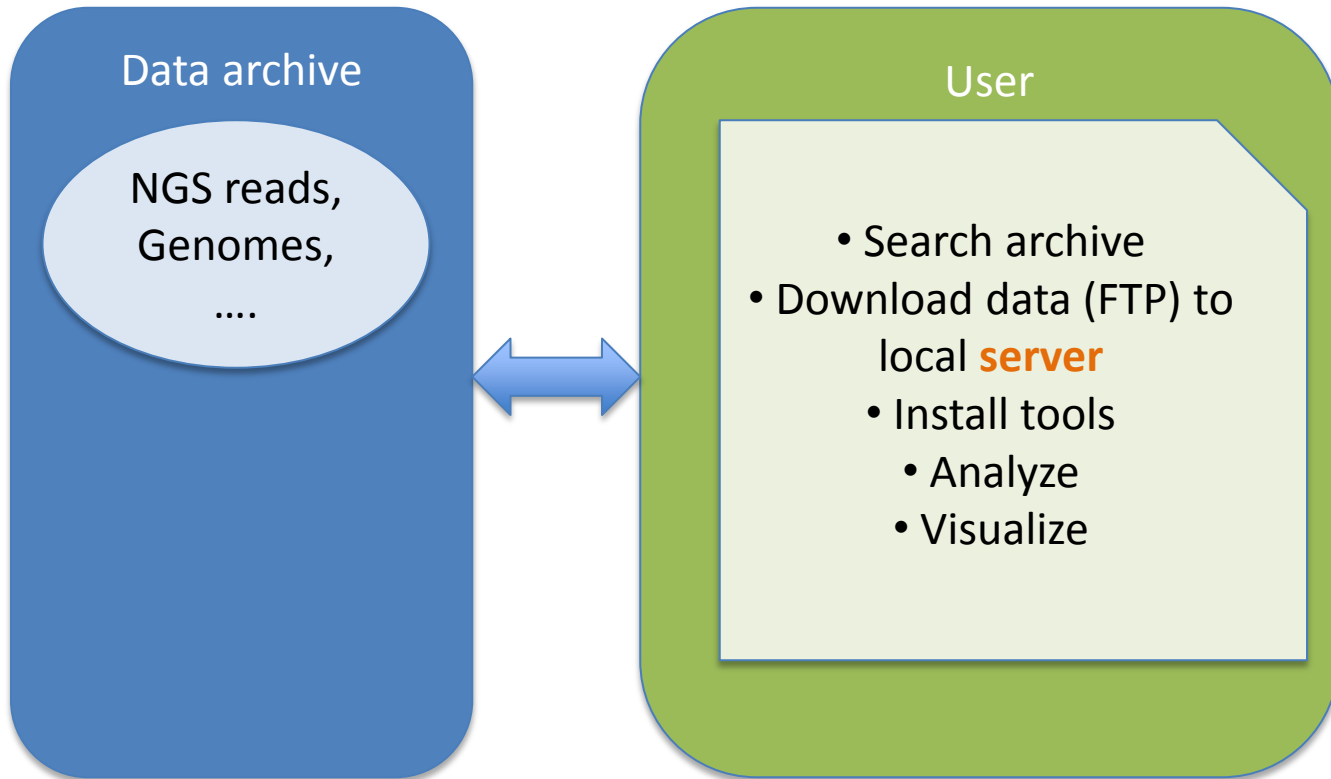 Data archive
NGS reads,
Genomes,
....
User
• Search archive
• Download data (FTP) to
local server
• Install tools
• Analyze
• Visualize